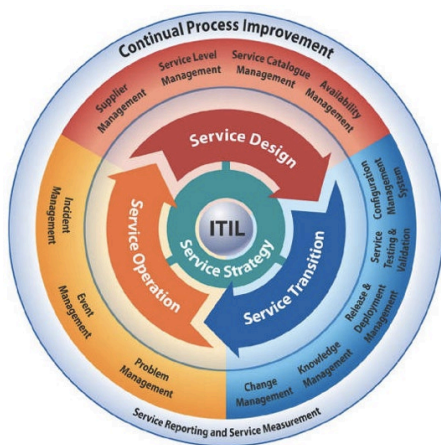 Continual Process Improvement
Supplier
Management
Service Level
Management
Service Catalogue
Management
Availability
Management
Service Design
Configuration
Management
System
Service
Testing &
Validation
Release &
Deployment
Management
Knowledge
Management
Change
Management
Service Transition
ITIL
Service Strategy
Service Operation
Incident
Management
Event
Management
Problem
Management
Service Reporting and Service Measurement